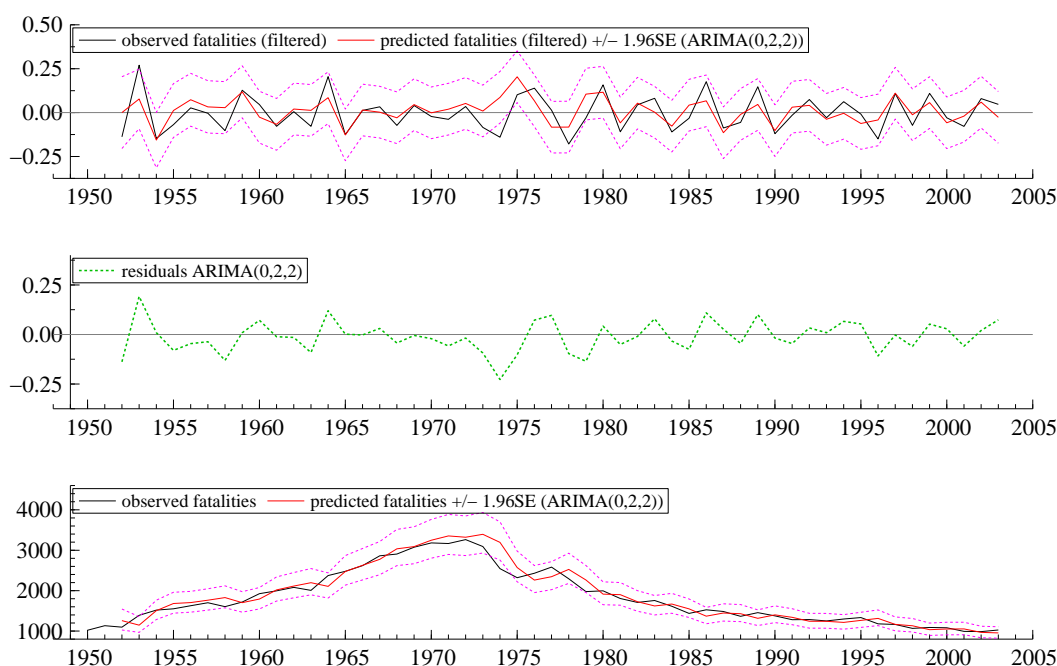 0.50
observed fatalities (filtered) predicted fatalities (filtered) +/− 1.96SE (ARIMA(0,2,2))
0.25
0.00
−0.25
1950 1955 1960 1965 1970 1975 1980 1985 1990 1995 2000 2005
residuals ARIMA(0,2,2)
0.25
0.00
−0.25
1950 1955 1960 1965 1970 1975 1980 1985 1990 1995 2000 2005
observed fatalities predicted fatalities +/− 1.96SE (ARIMA(0,2,2))
4000
3000
2000
1000
1950 1955 1960 1965 1970 1975 1980 1985 1990 1995 2000 2005